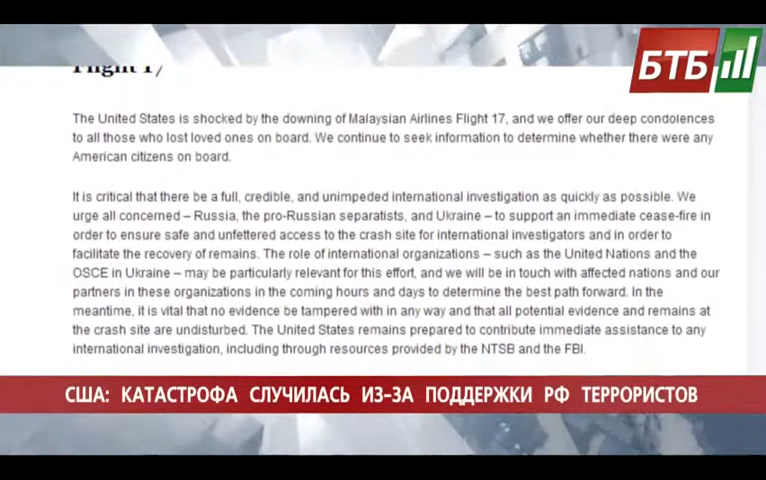 БТБ
Flight 17
The United States is shocked by the downing of Malaysian Airlines Flight 17, and we offer our deep condolences
to all those who lost loved ones on board. We continue to seek information to determine whether there were any
American citizens on board.
It is critical that there be a full, credible, and unimpeded international investigation as quickly as possible. We
urge all concerned – Russia, the pro-Russian separatists, and Ukraine – to support an immediate cease-fire in
order to ensure safe and unfettered access to the crash site for international investigators and in order to
facilitate the recovery of remains. The role of international organizations – such as the United Nations and the
OSCE in Ukraine – may be particularly relevant for this effort, and we will be in touch with affected nations and our
partners in these organizations in the coming hours and days to determine the best path forward. In the
meantime, it is vital that no evidence be tampered with in any way and that all potential evidence and remains at
the crash site are undisturbed. The United States remains prepared to contribute immediate assistance to any
international investigation, including through resources provided by the NTSB and the FBI.
США: КАТАСТРОФА СЛУЧИЛАСЬ ИЗ-ЗА ПОДДЕРЖКИ РФ ТЕРРОРИСТОВ